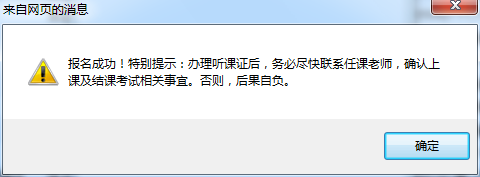 来自网页的消息
报名成功！特别提示：办理听课证后，务必尽快联系任课老师，确认上
课及结课考试相关事宜。否则，后果自负。
确定